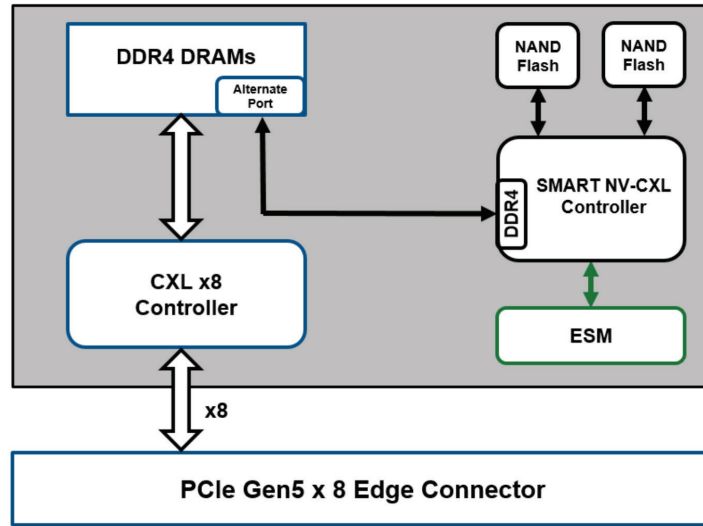 DDR4 DRAMs
Alternate
Port
NAND
Flash
NAND
Flash
SMART NV-CXL
Controller
DDR4
CXL x8
Controller
ESM
x8
PCIe Gen5 x 8 Edge Connector